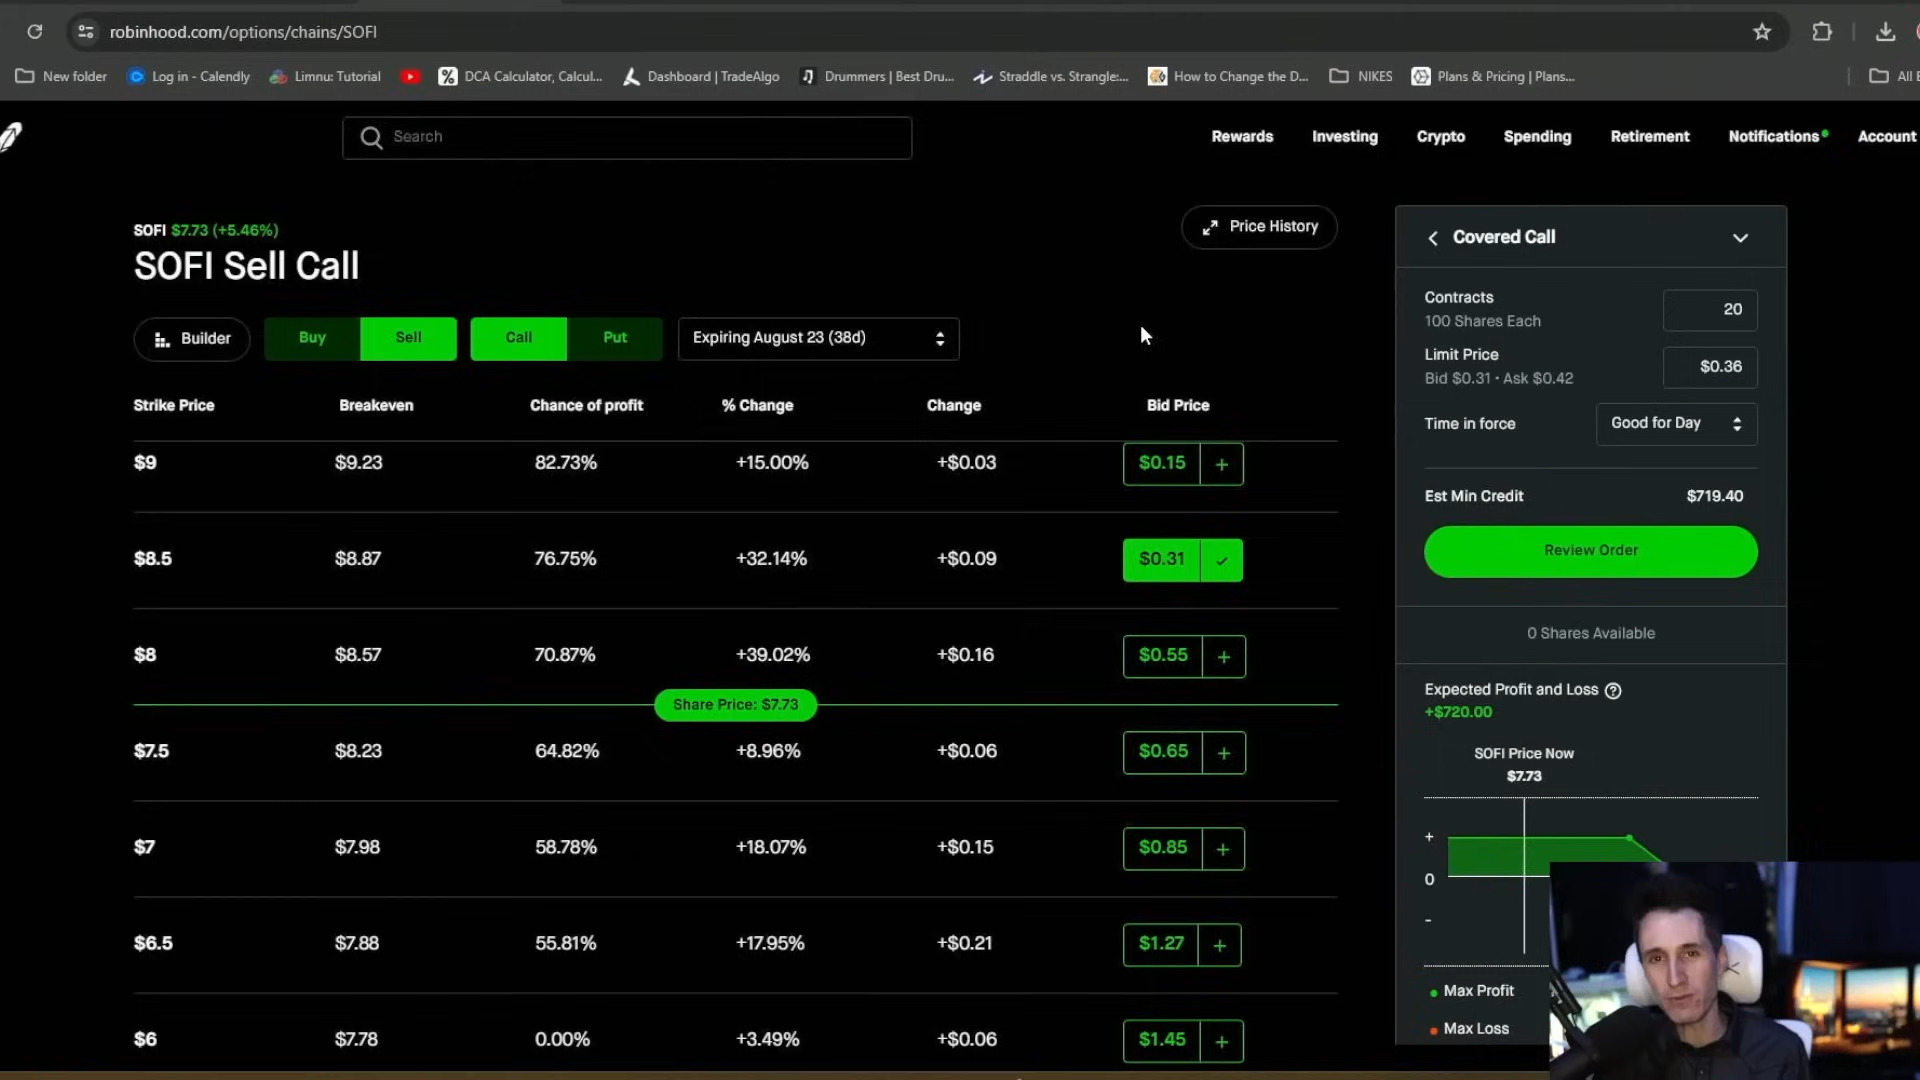 robinhood.com/options/chains/SOFI
New folder
Log in - Calendly
Limnu: Tutorial
DCA Calculator, Calcul...
Dashboard | TradeAlgo
Drummers | Best Dru...
Straddle vs. Strangle:...
How to Change the D...
NIKES
Plans & Pricing | Plans...
All
Search
Rewards
Investing
Crypto
Spending
Retirement
Notifications
Account
SOFI $7.73 (+5.46%)
SOFI Sell Call
Price History
Builder
Buy
Sell
Call
Put
Expiring August 23 (38d)
Strike Price Breakeven Chance of profit % Change Change Bid Price
$9 $9.23 82.73% +15.00% +$0.03 $0.15 +
$8.5 $8.87 76.75% +32.14% +$0.09 $0.31
$8 $8.57 70.87% +39.02% +$0.16 $0.55 +
Share Price: $7.73
$7.5 $8.23 64.82% +8.96% +$0.06 $0.65 +
$7 $7.98 58.78% +18.07% +$0.15 $0.85 +
$6.5 $7.88 55.81% +17.95% +$0.21 $1.27 +
$6 $7.78 0.00% +3.49% +$0.06 $1.45 +
Covered Call
Contracts
100 Shares Each
20
Limit Price
Bid $0.31 • Ask $0.42
$0.36
Time in force
Good for Day
Est Min Credit $719.40
Review Order
0 Shares Available
Expected Profit and Loss ?
+$720.00
SOFI Price Now
$7.73
+
0
-
Max Profit
Max Loss